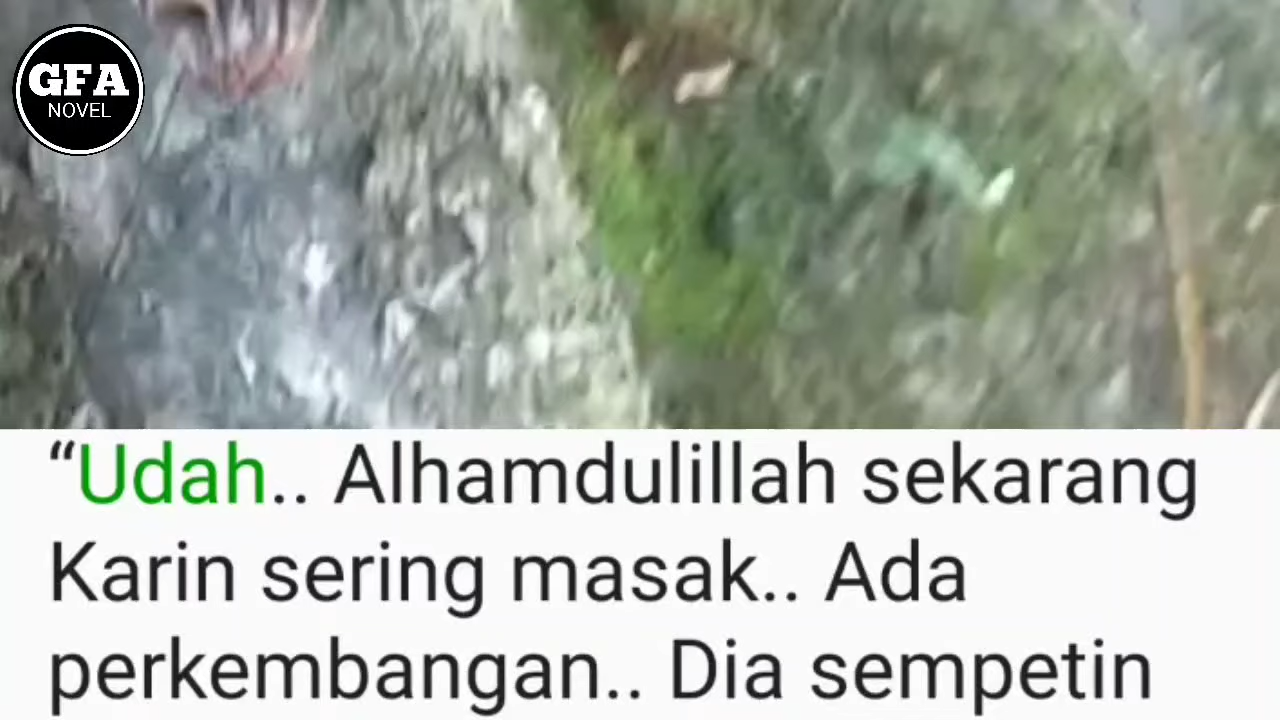 GFA
NOVEL
“Udah.. Alhamdulillah sekarang
Karin sering masak.. Ada
perkembangan.. Dia sempetin